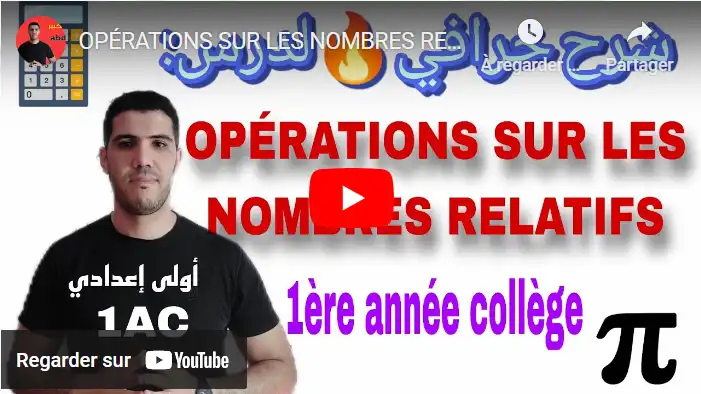 OPÉRATIONS SUR LES NOMBRES RE...
شرح خرافي لدرس:
À regarder ...
Partager
OPÉRATIONS SUR LES
NOMBRES RELATIFS
1ère année collège
أولى إعدادي
1AC
π
Regarder sur YouTube